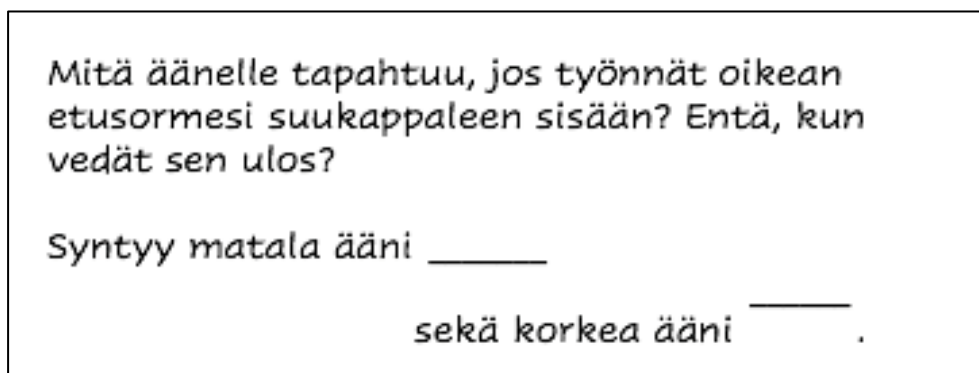 Mitä äänelle tapahtuu, jos työnnät oikean
etusormesi suukappaleen sisään? Entä, kun
vedät sen ulos?
Syntyy matala ääni _______
sekä korkea ääni ______.